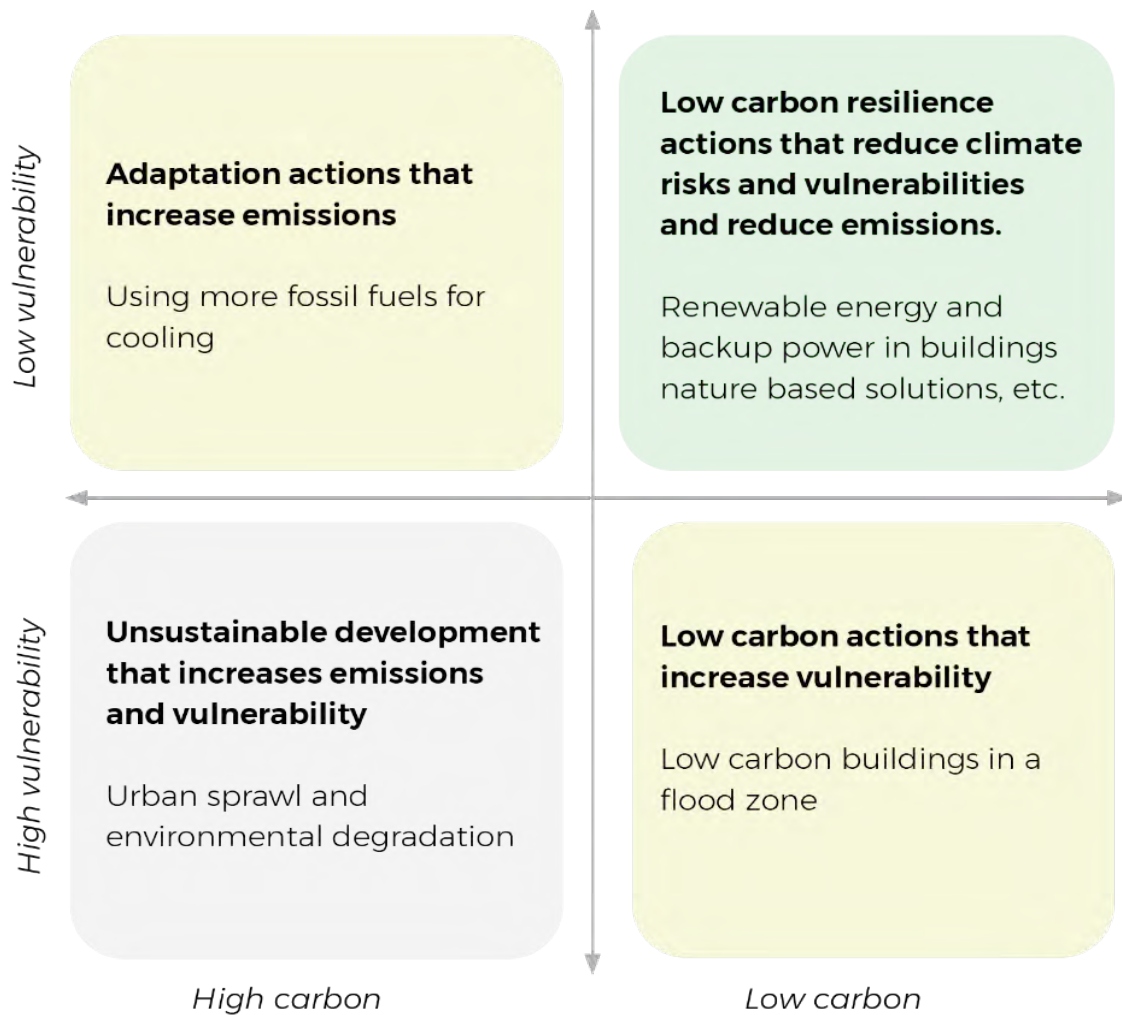 Low vulnerability
Adaptation actions that
increase emissions
Using more fossil fuels for
cooling
Low carbon resilience
actions that reduce climate
risks and vulnerabilities
and reduce emissions.
Renewable energy and
backup power in buildings
nature based solutions, etc.
High vulnerability
Unsustainable development
that increases emissions
and vulnerability
Urban sprawl and
environmental degradation
Low carbon actions that
increase vulnerability
Low carbon buildings in a
flood zone
High carbon
Low carbon